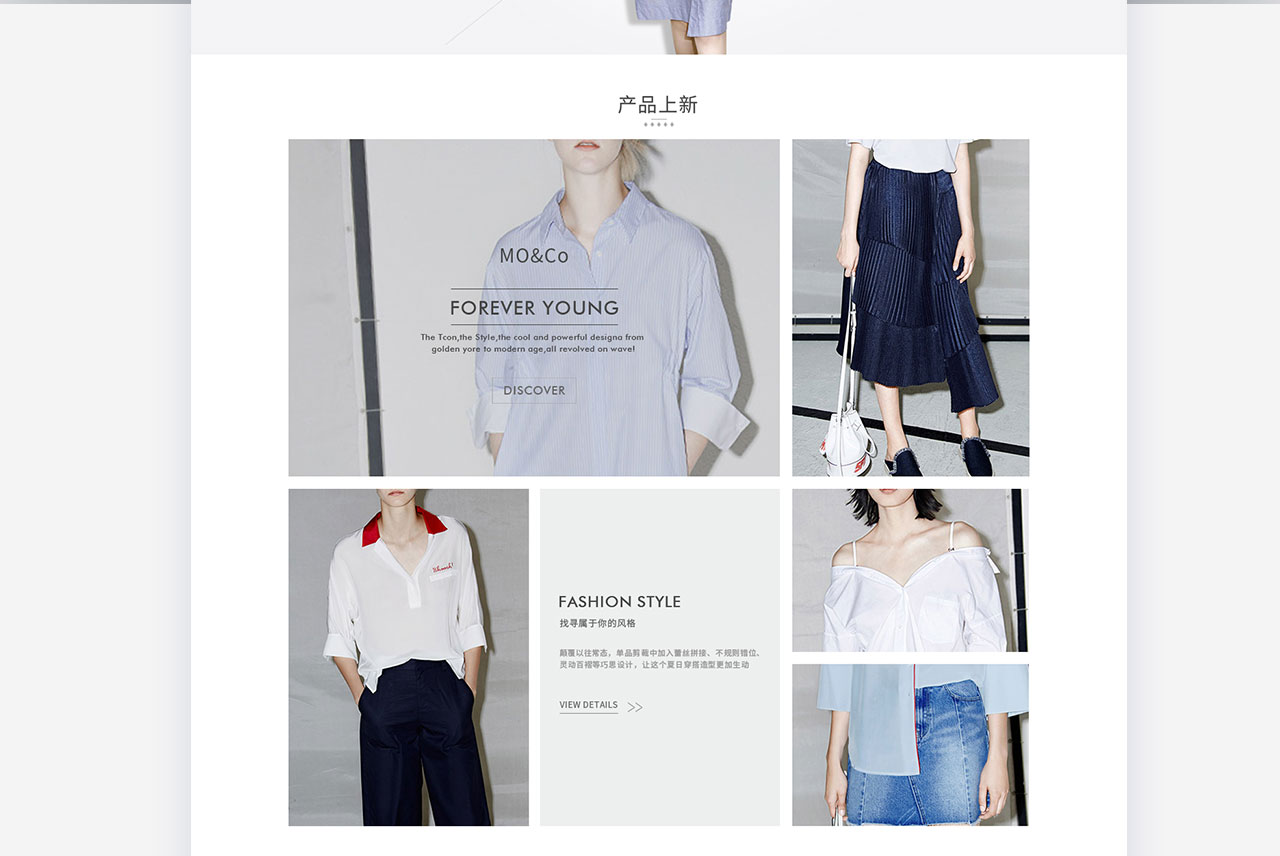 产品上新
MO&Co
FOREVER YOUNG
The Tcon,the Style,the cool and powerful designa from
golden yore to modern age,all revolved on wave!
DISCOVER
Whoosh!
FASHION STYLE
找寻属于你的风格
颠覆以往常态，单品剪裁中加入蕾丝拼接、不规则错位、
灵动百褶等巧思设计，让这个夏日穿搭造型更加生动
VIEW DETAILS >>